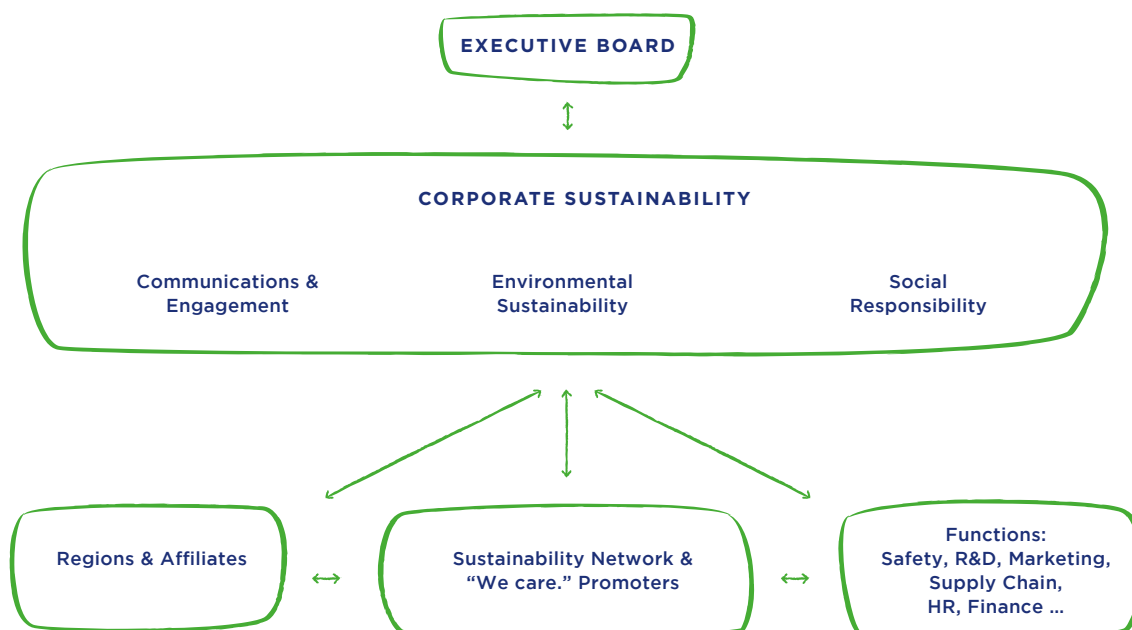 EXECUTIVE BOARD
CORPORATE SUSTAINABILITY
Communications &
Engagement
Environmental
Sustainability
Social
Responsibility
Regions & Affiliates
Sustainability Network &
“We care.” Promoters
Functions:
Safety, R&D, Marketing,
Supply Chain,
HR, Finance ...